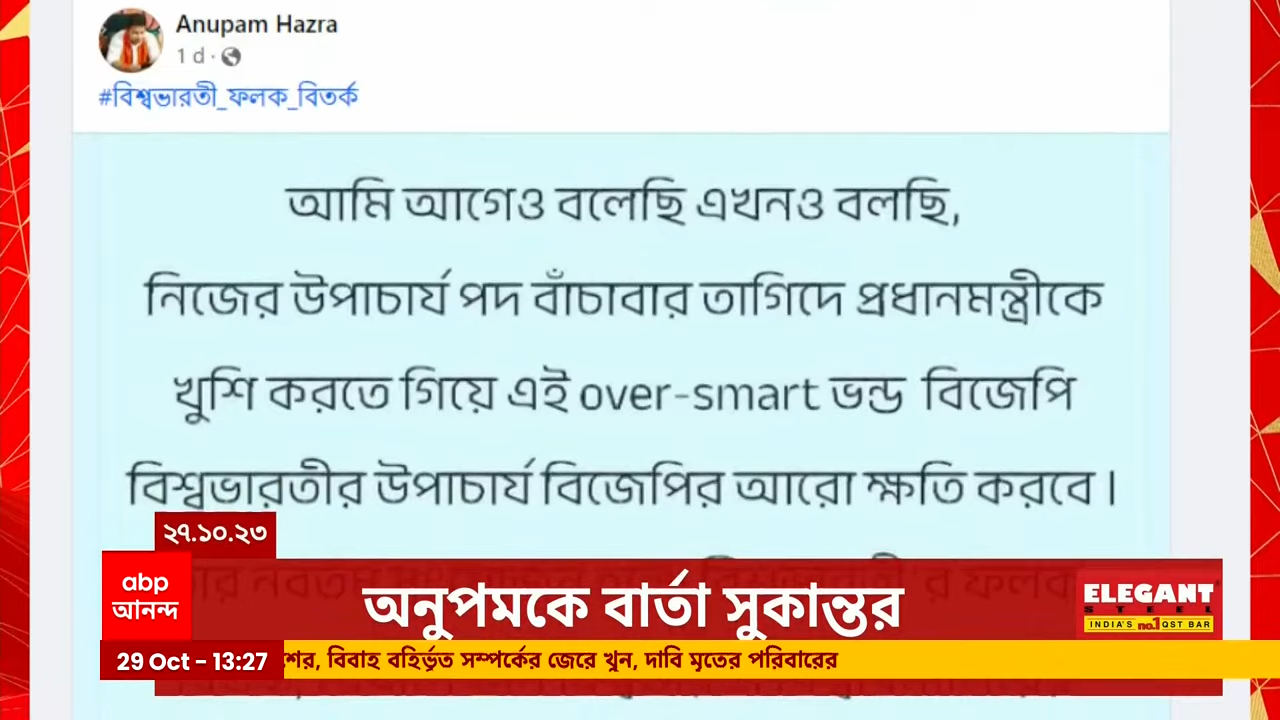 Anupam Hazra
1 d ·
#বিশ্বভারতী_ফলক_বিতর্ক
আমি আগেও বলেছি এখনও বলছি,
নিজের উপাচার্য পদ বাঁচাবার তাগিদে প্রধানমন্ত্রীকে
খুশি করতে গিয়ে এই over-smart ভন্ড বিজেপি
বিশ্বভারতীর উপাচার্য বিজেপির আরো ক্ষতি করবে।
২৭.১০.২৩
abp
আনন্দ
অনুপমকে বার্তা সুকান্তর
ELEGANT
STEEL
INDIA'S no.1 QST BAR
29 Oct - 13:27
শের, বিবাহ বহির্ভূত সম্পর্কের জেরে খুন, দাবি মৃতের পরিবারের